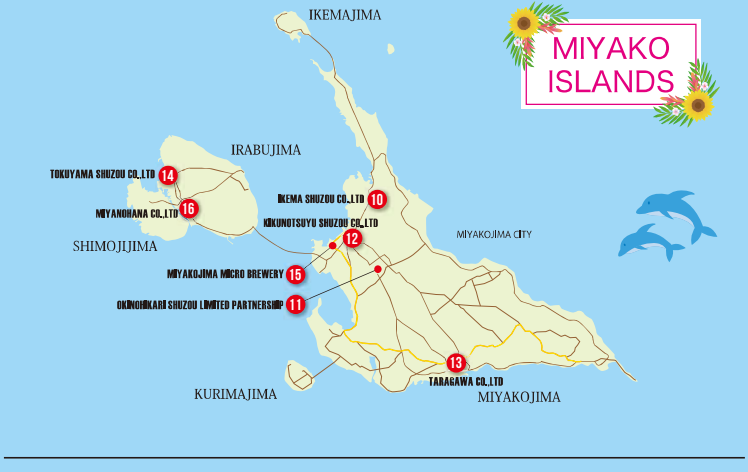 IKEMAJIMA
MIYAKO
ISLANDS
IRABUJIMA
TOKUYAMA SHUZOU CO.,LTD 14
IKEMA SHUZOU CO.,LTD 10
MIYANOHANA CO.,LTD 16
KIKUNOTSUYU SHUZOU CO.,LTD
12
MIYAKOJIMA CITY
SHIMOJIJIMA
MIYAKOJIMA MICRO BREWERY 15
OKINOHIKARI SHUZOU LIMITED PARTNERSHIP 11
13
TARAGAWA CO.,LTD
KURIMAJIMA
MIYAKOJIMA